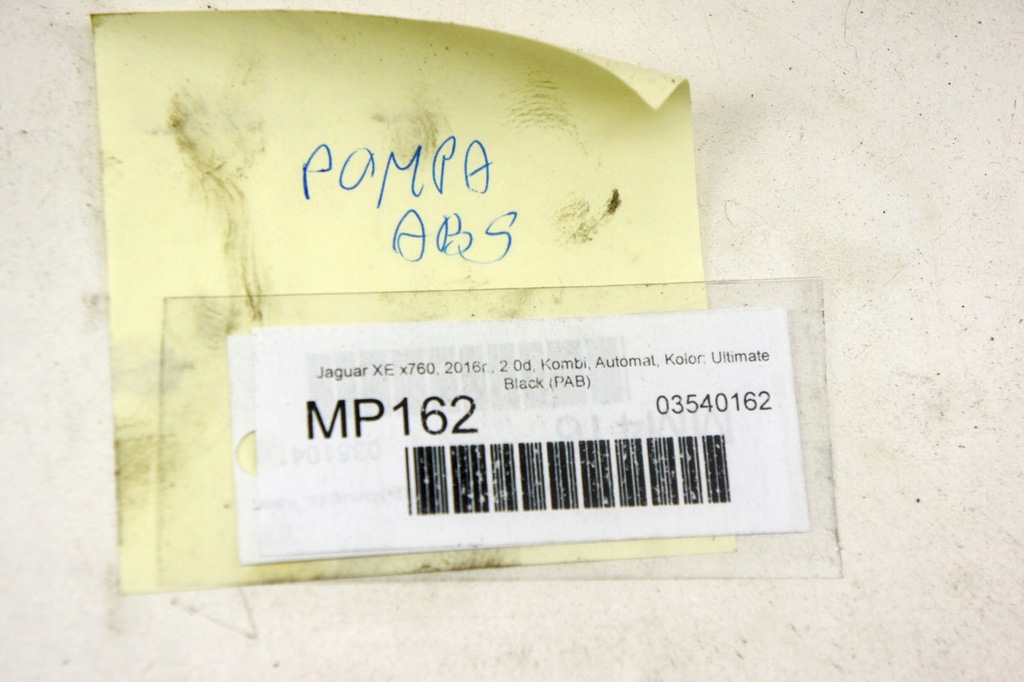 POMPA
ABS
Jaguar XE x760, 2016r., 2.0d, Kombi, Automat, Kolor: Ultimate
Black (PAB)
MP162
03540162